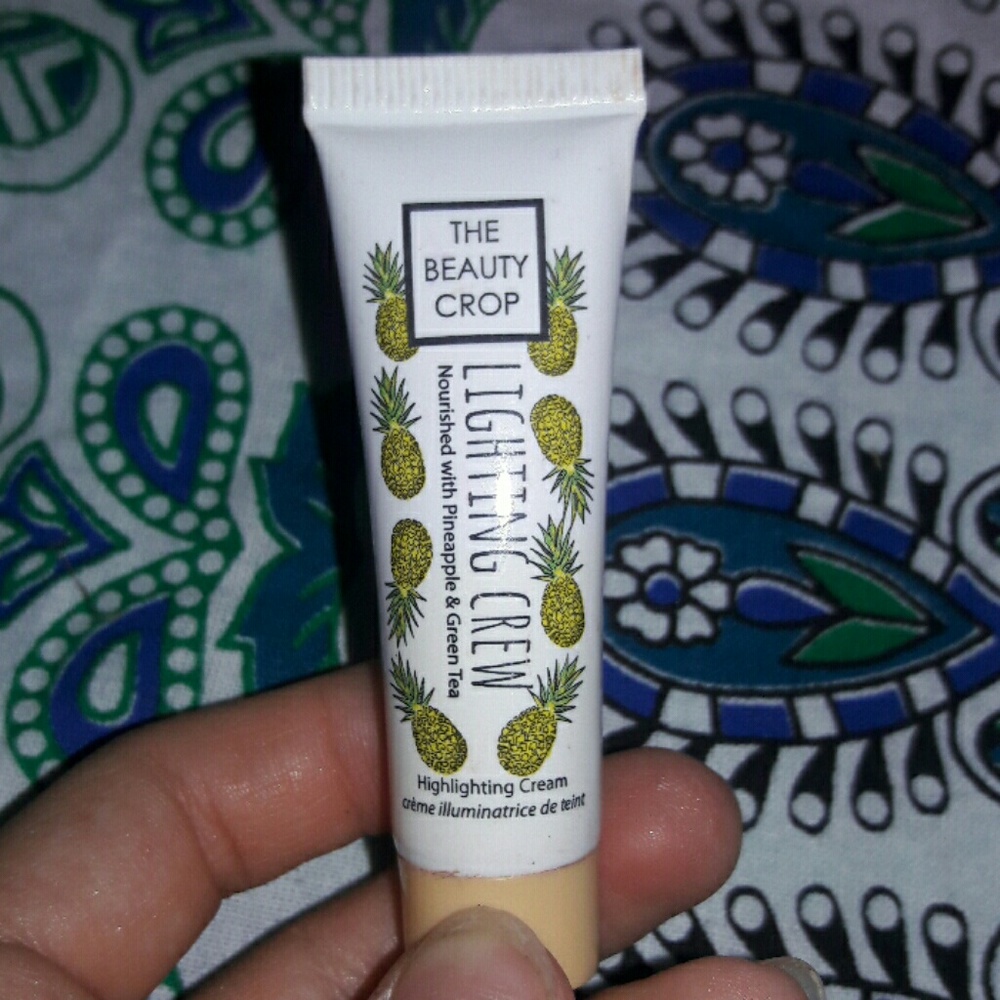 THE
BEAUTY
CROP
LIGHTING CREW
Nourished with Pineapple & Green Tea
Highlighting Cream
crème illuminatrice de teint